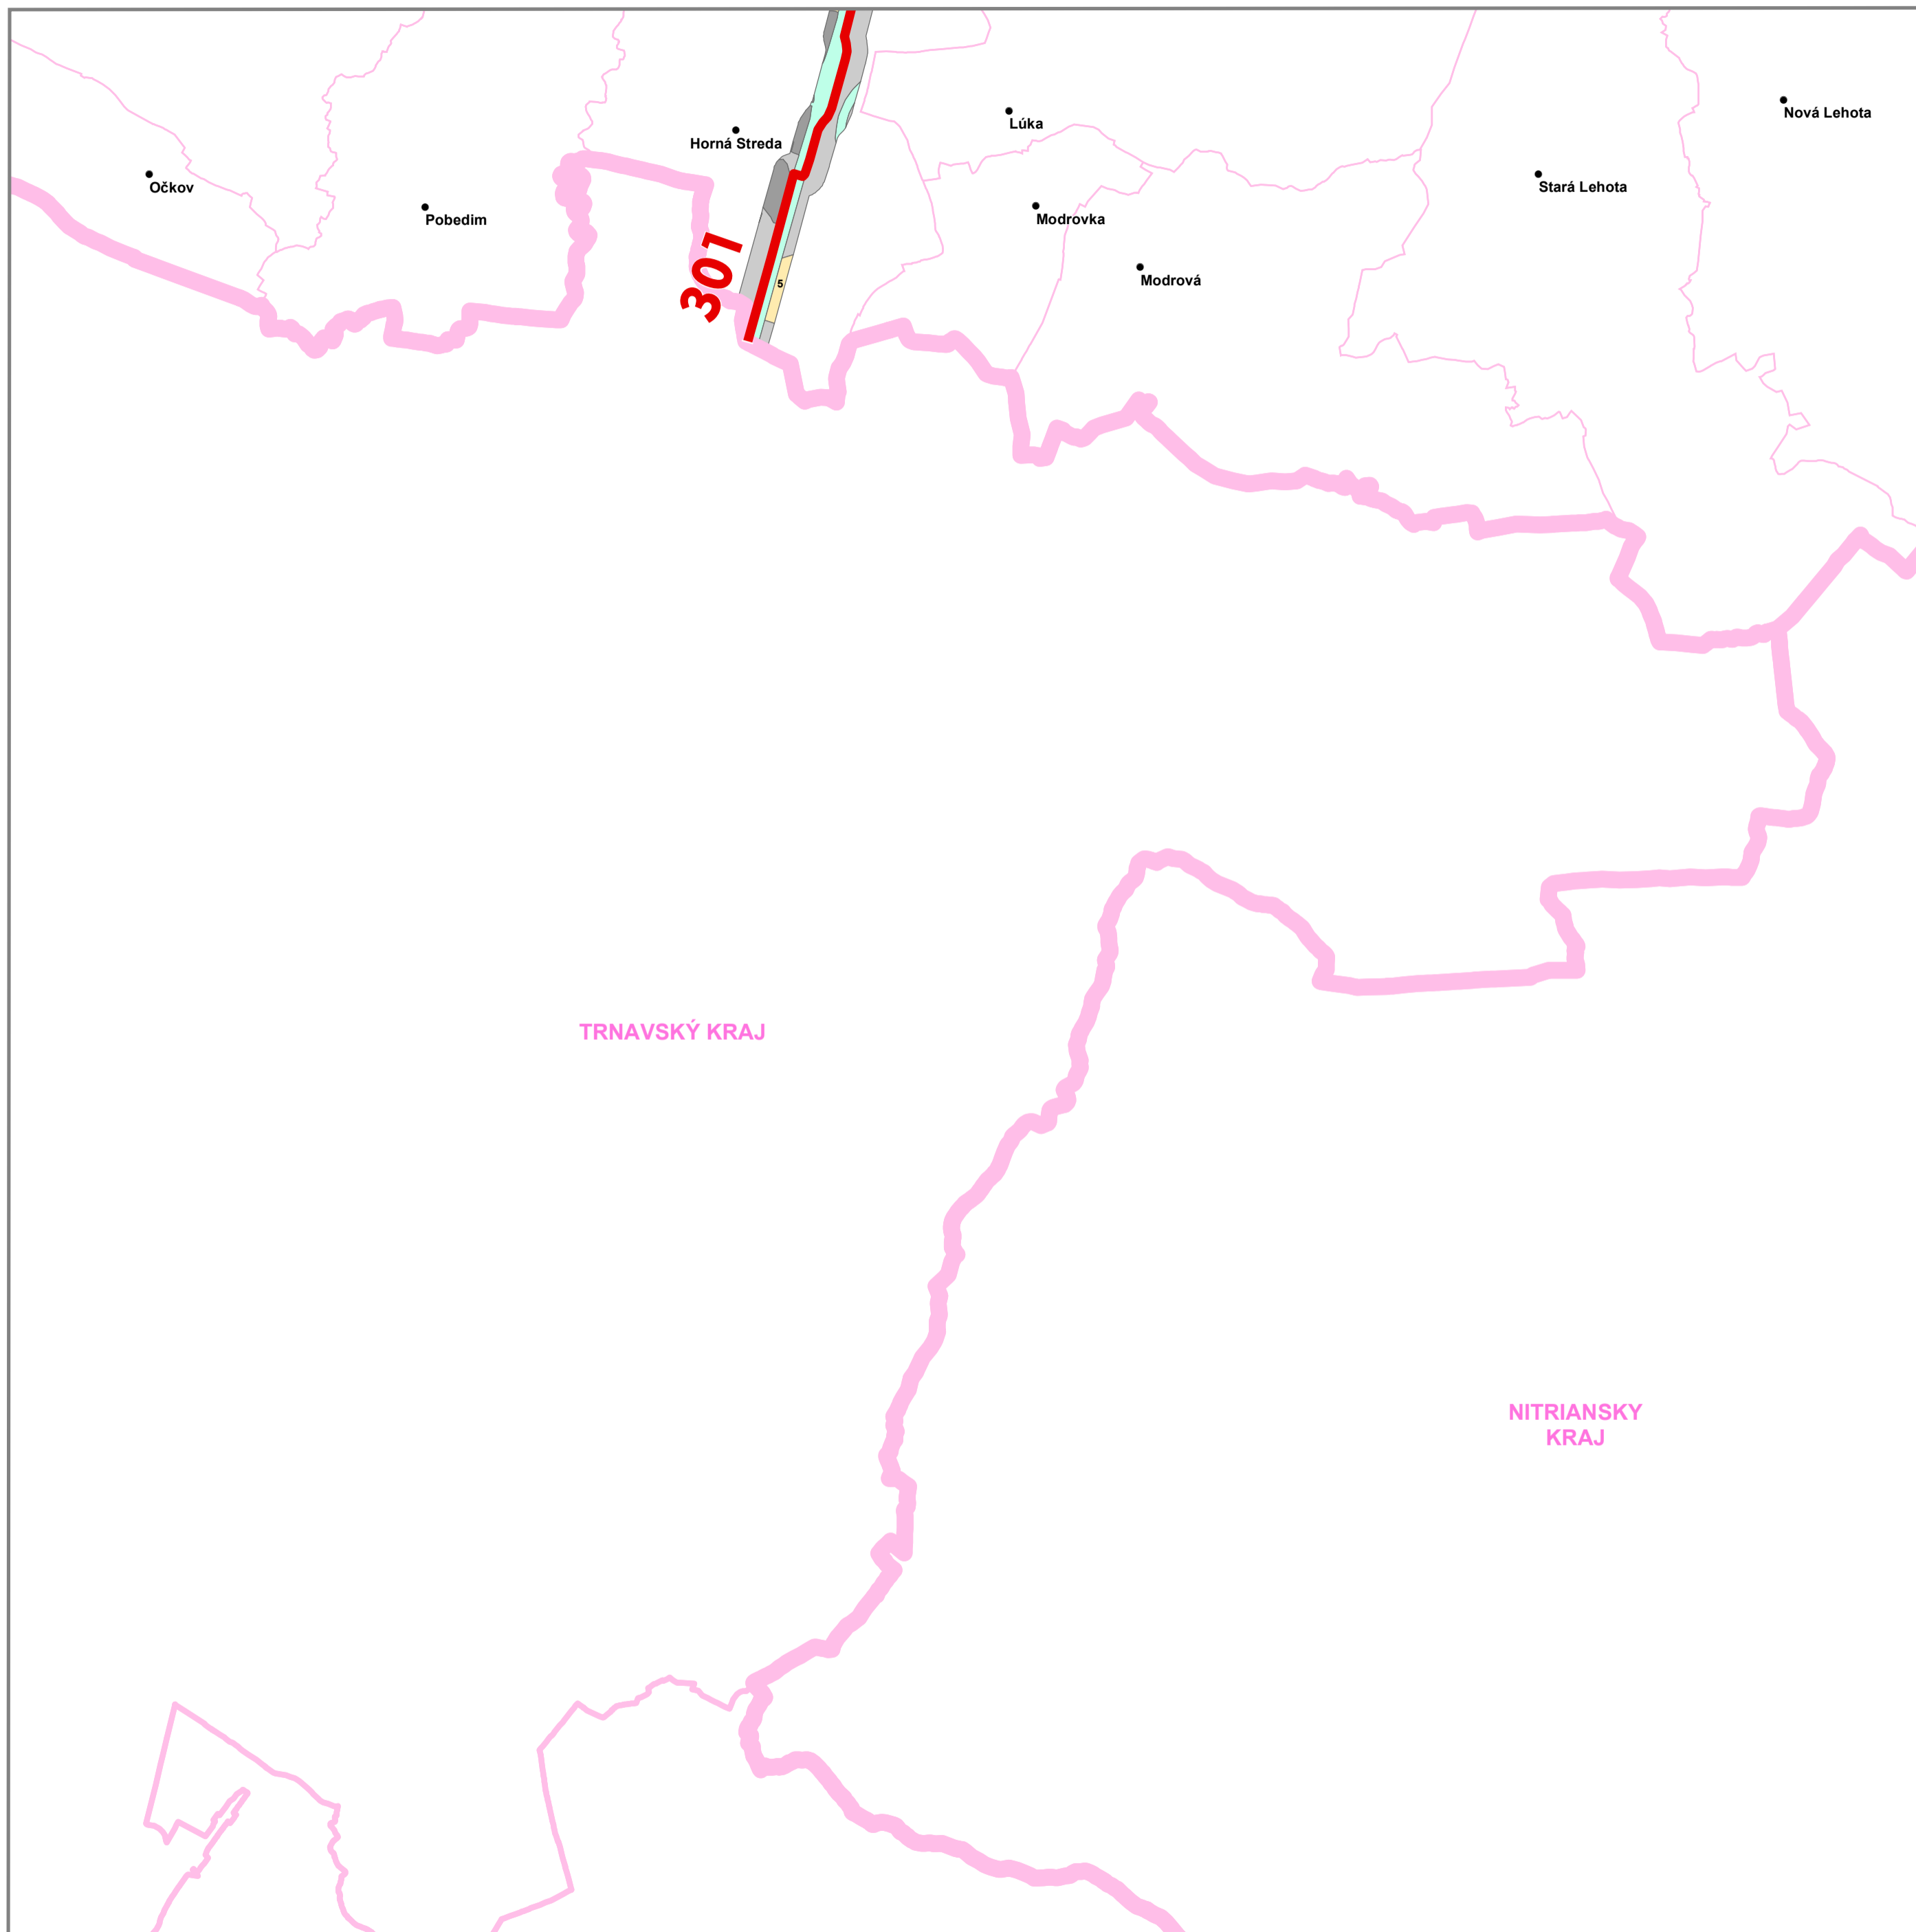 Nová Lehota
Lúka
Horná Streda
Očkov
Stará Lehota
Pobedim
Modrovka
Modrová
301
5
TRNAVSKÝ KRAJ
NITRIANSKY
KRAJ